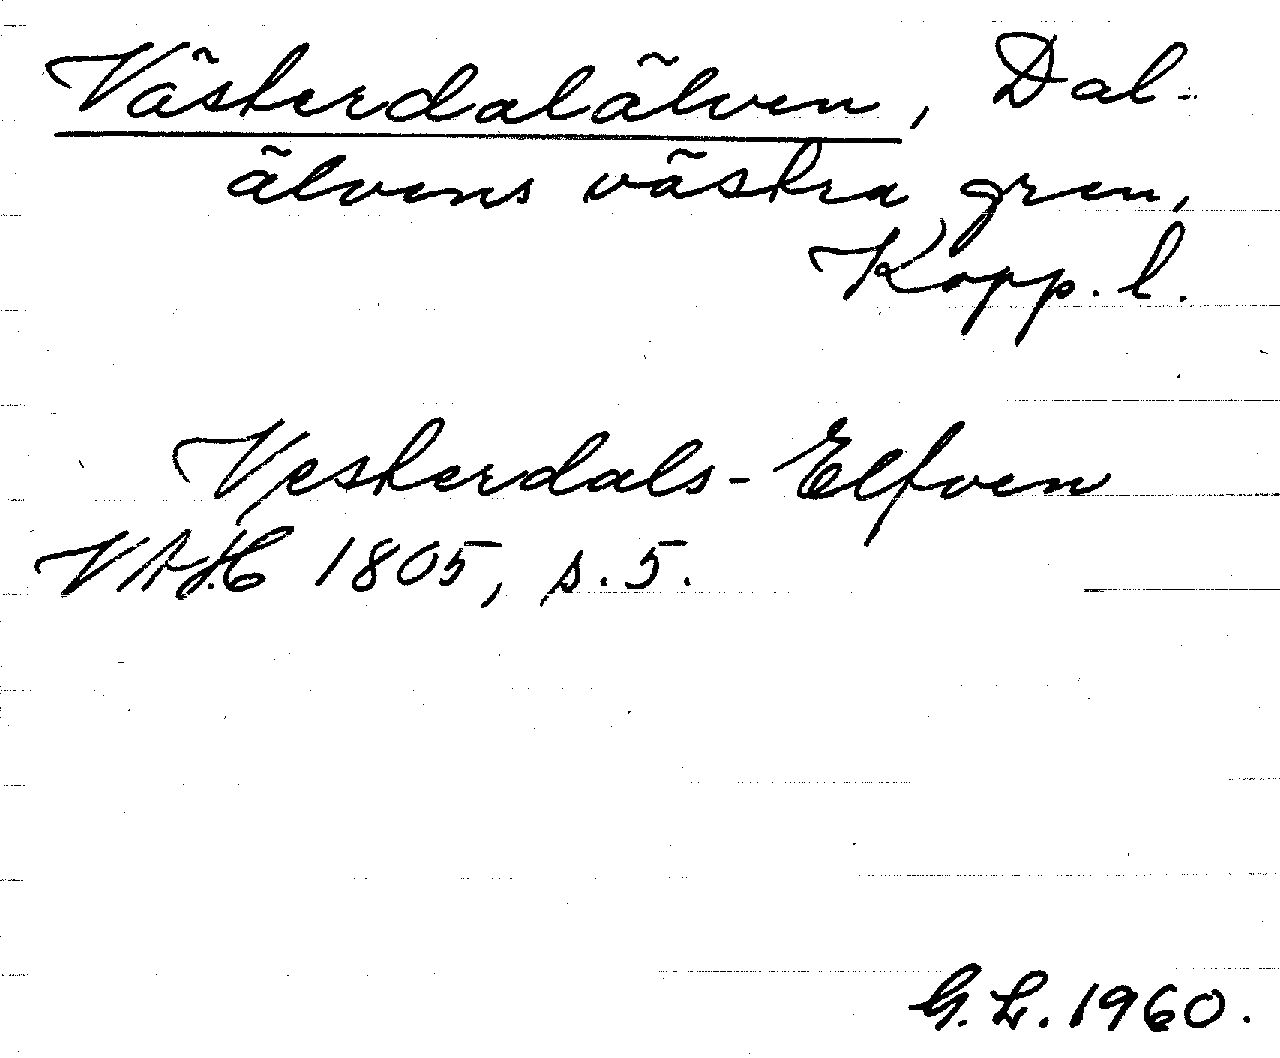 Västerdalälven, Dal-
älvens västra gren,
Kopp. l.
Vesterdals-Elfven
VAH 1805, s. 5.
G. L. 1960.